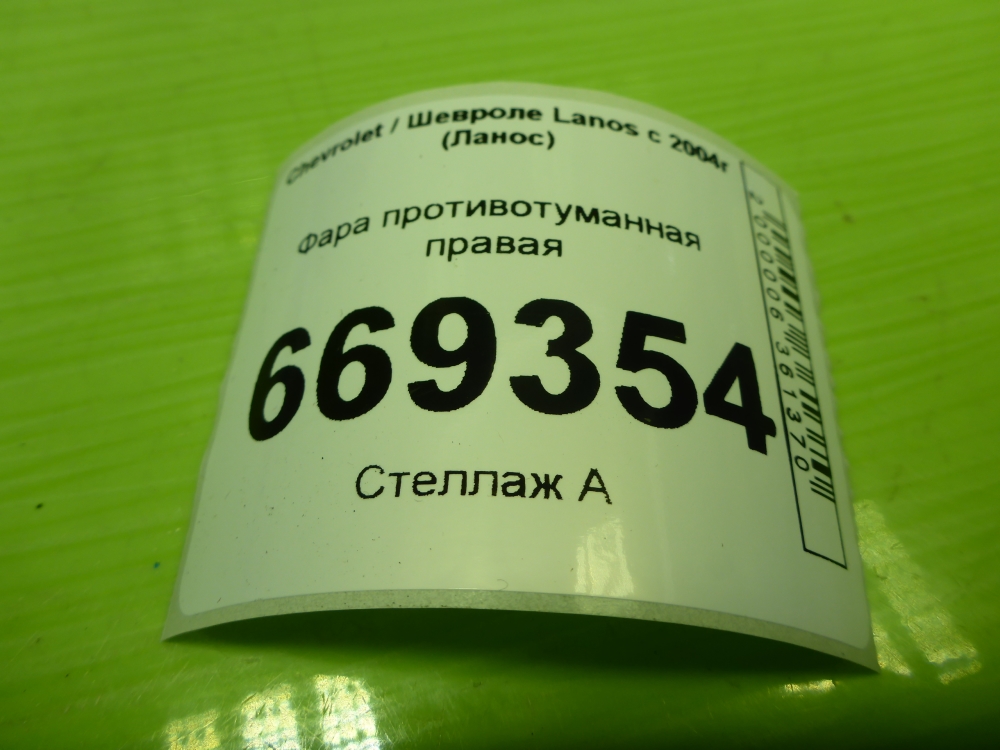 Chevrolet / Шевроле Lanos с 2004г
(Ланос)
Фара противотуманная
правая
669354
Стеллаж А
2000006361370